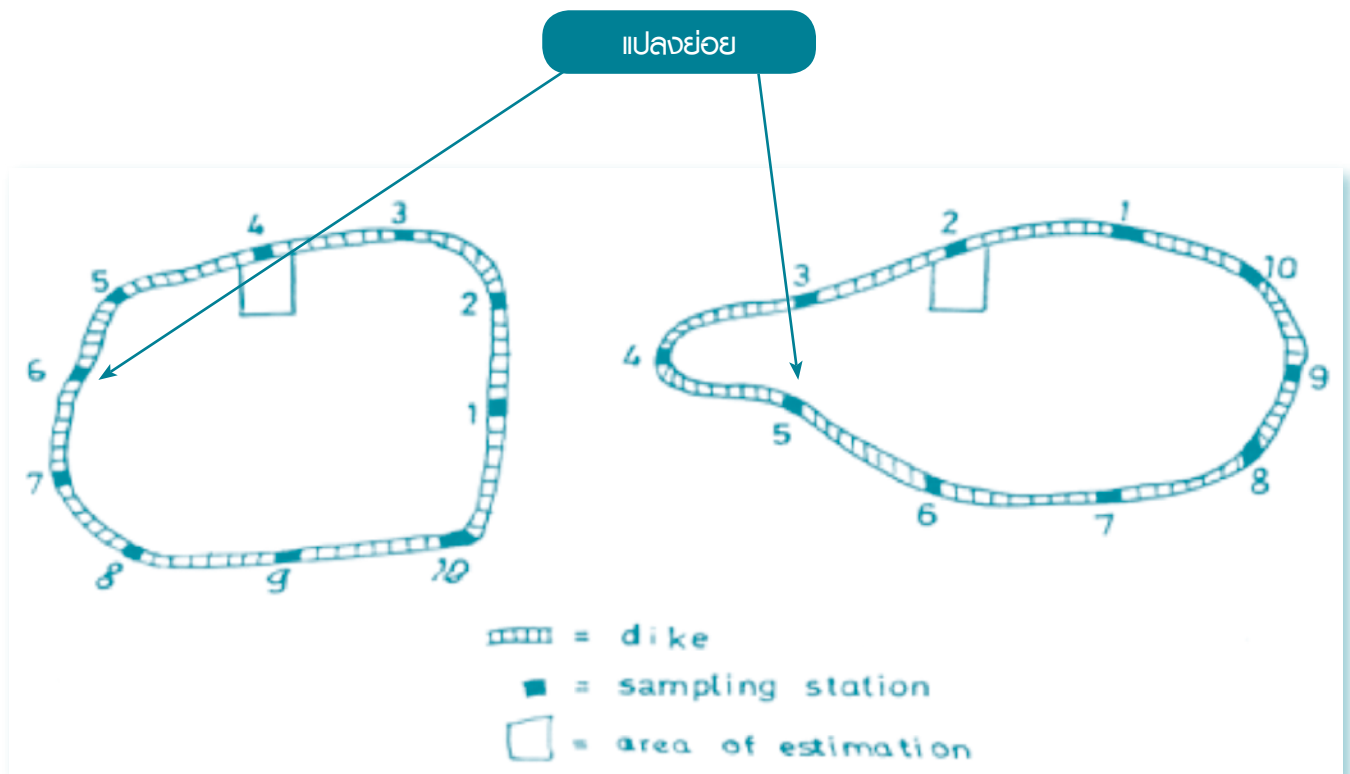 แปลงย่อย
4 3
5
2
6
1
7
8 9 10
2 1
3 10
4
9
5
8
6 7
= dike
= sampling station
= area of estimation